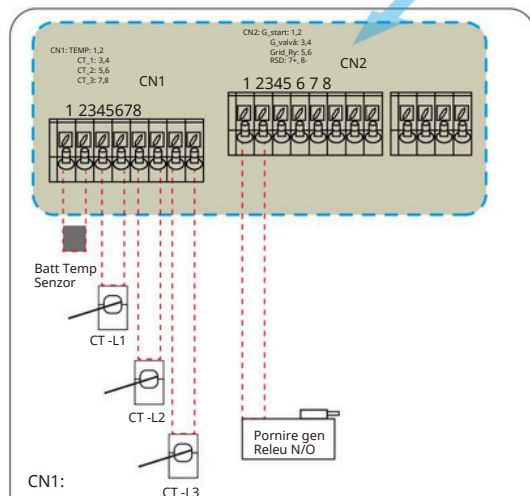 CN1: TEMP: 1,2
CT_1: 3,4
CT_2: 5,6
CT_3: 7,8
CN1
1 2345678
CN2: G_start: 1,2
G_valvă: 3,4
Grid_Ry: 5,6
RSD: 7+, 8-
CN2
1 2345 6 7 8
Batt Temp
Senzor
CT -L1
CT -L2
CT -L3
Pornire gen
Releu N/O
CN1: